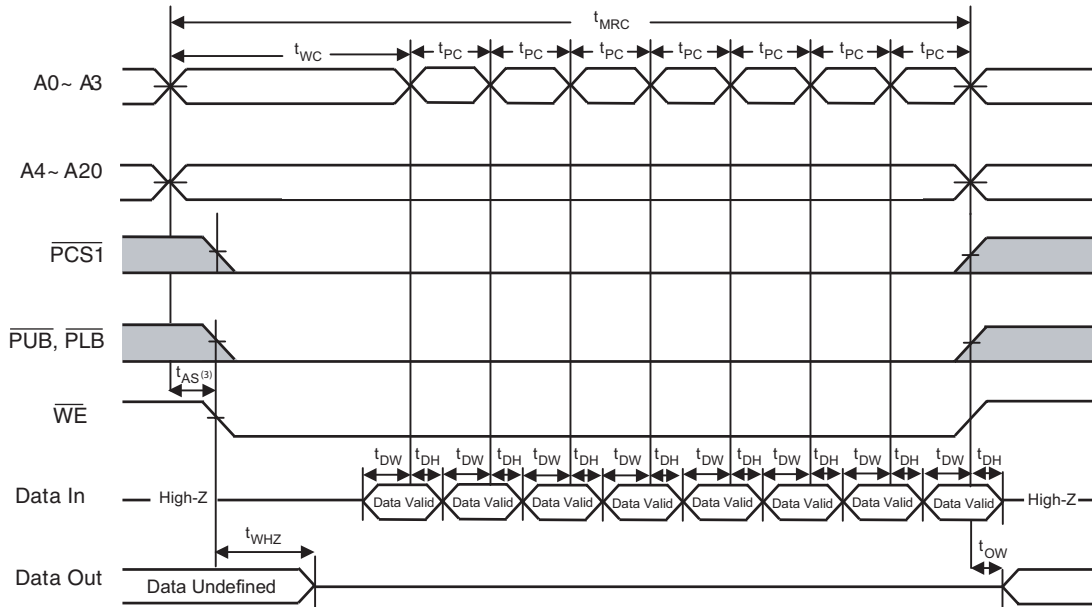 tMRC
tWC tPC tPC tPC tPC tPC tPC tPC
A0~ A3
A4~ A20
PCS1
PUB, PLB
tAS(3)
WE
tDW tDH tDW tDH tDW tDH tDW tDH tDW tDH tDW tDH tDW tDH tDW tDH
Data In High-Z Data Valid Data Valid Data Valid Data Valid Data Valid Data Valid Data Valid Data Valid High-Z
tWHZ tOW
Data Out Data Undefined